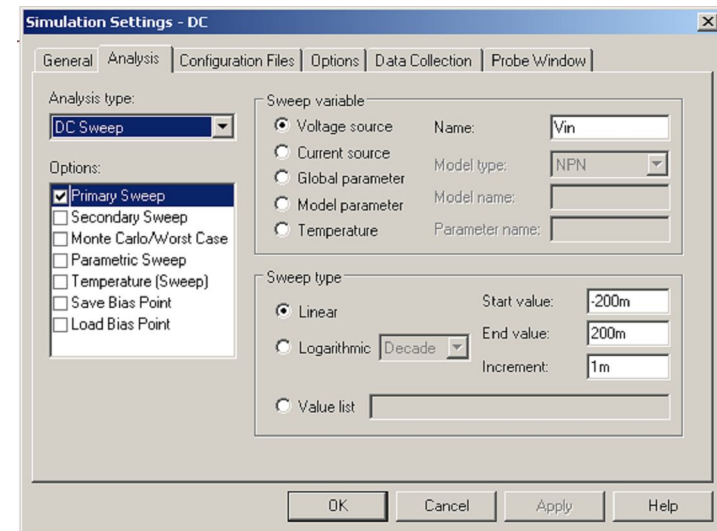 Simulation Settings - DC
General Analysis Configuration Files Options Data Collection Probe Window
Analysis type:
DC Sweep
Options:
Primary Sweep
Secondary Sweep
Monte Carlo/Worst Case
Parametric Sweep
Temperature (Sweep)
Save Bias Point
Load Bias Point
Sweep variable
Voltage source Name: Vin
Current source
Global parameter Model type: NPN
Model parameter Model name:
Temperature Parameter name:
Sweep type
Linear Start value: -200m
Logarithmic Decade End value: 200m
Increment: 1m
Value list
OK Cancel Apply Help